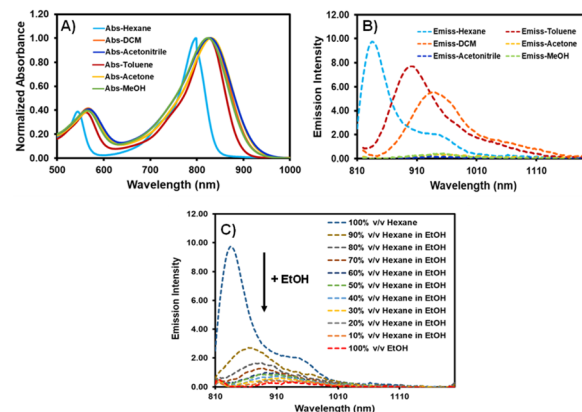 A)
Normalized Absorbance
1.00
0.80
0.60
0.40
0.20
0.00
500 600 700 800 900 1000
Wavelength (nm)
Abs-Hexane
Abs-DCM
Abs-Acetonitrile
Abs-Toluene
Abs-Acetone
Abs-MeOH
B)
Emission Intensity
12.00
10.00
8.00
6.00
4.00
2.00
0.00
810 910 1010 1110
Wavelength (nm)
Emiss-Hexane Emiss-Toluene
Emiss-DCM Emiss-Acetone
Emiss-Acetonitrile Emiss-MeOH
C)
Emission Intensity
12.00
10.00
8.00
6.00
4.00
2.00
0.00
810 910 1010 1110
Wavelength (nm)
+ EtOH
100% v/v Hexane
90% v/v Hexane in EtOH
80% v/v Hexane in EtOH
70% v/v Hexane in EtOH
60% v/v Hexane in EtOH
50% v/v Hexane in EtOH
40% v/v Hexane in EtOH
30% v/v Hexane in EtOH
20% v/v Hexane in EtOH
10% v/v Hexane in EtOH
100% v/v EtOH